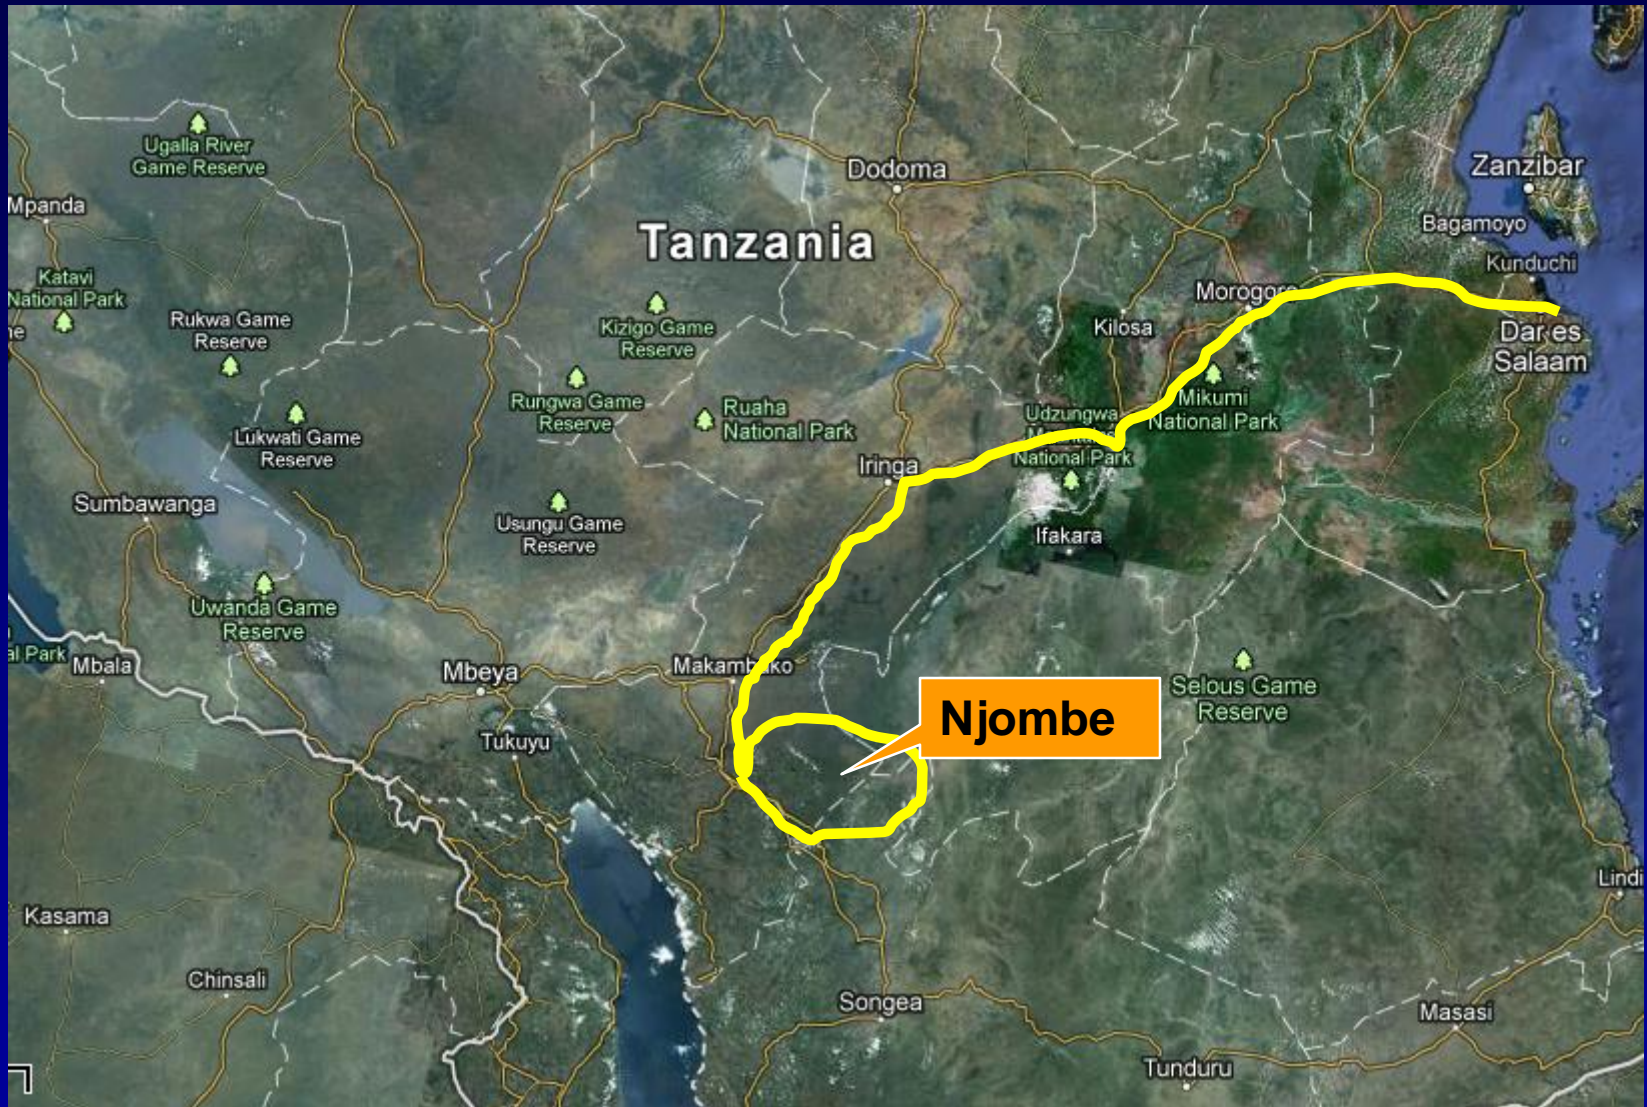 Ugalla River
Game Reserve
Dodoma
Zanzibar
Mpanda
Bagamoyo
Tanzania
Kunduchi
Katavi
National Park
Morogoro
Rukwa Game
Reserve
Kizigo Game
Reserve
Kilosa
Dar es
Salaam
Rungwa Game
Reserve
Ruaha
National Park
Mikumi
National Park
Udzungwa
National Park
Lukwati Game
Reserve
Iringa
Sumbawanga
Usungu Game
Reserve
Ifakara
Uwanda Game
Reserve
al Park
Mbala
Mbeya
Makambako
Selous Game
Reserve
Njombe
Tukuyu
Lindi
Kasama
Chinsali
Songea
Masasi
Tunduru